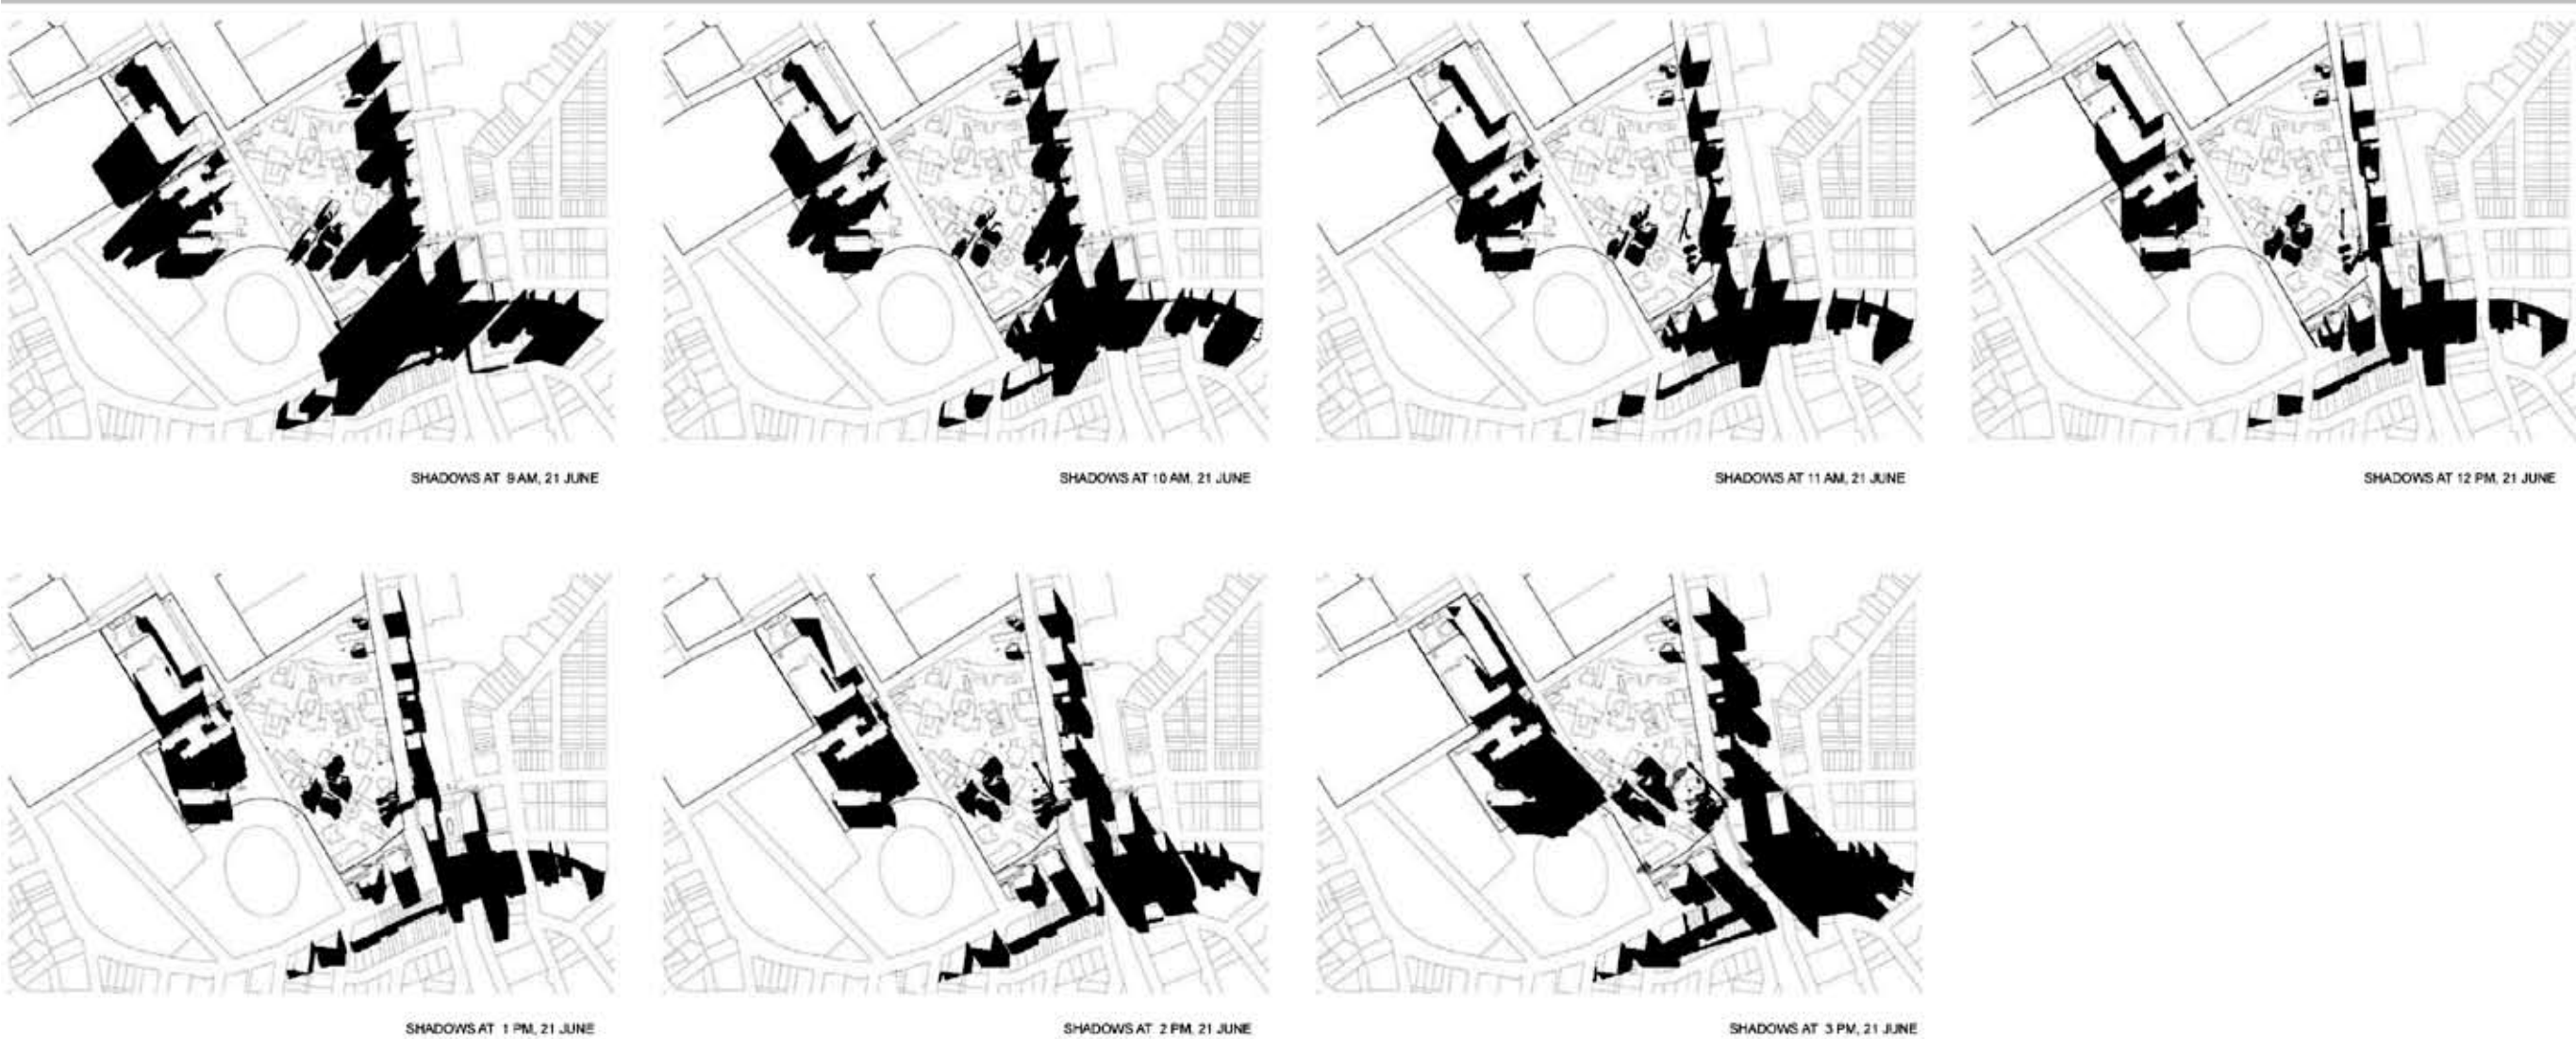 SHADOWS AT 9 AM, 21 JUNE
SHADOWS AT 10 AM, 21 JUNE
SHADOWS AT 11 AM, 21 JUNE
SHADOWS AT 12 PM, 21 JUNE
SHADOWS AT 1 PM, 21 JUNE
SHADOWS AT 2 PM, 21 JUNE
SHADOWS AT 3 PM, 21 JUNE